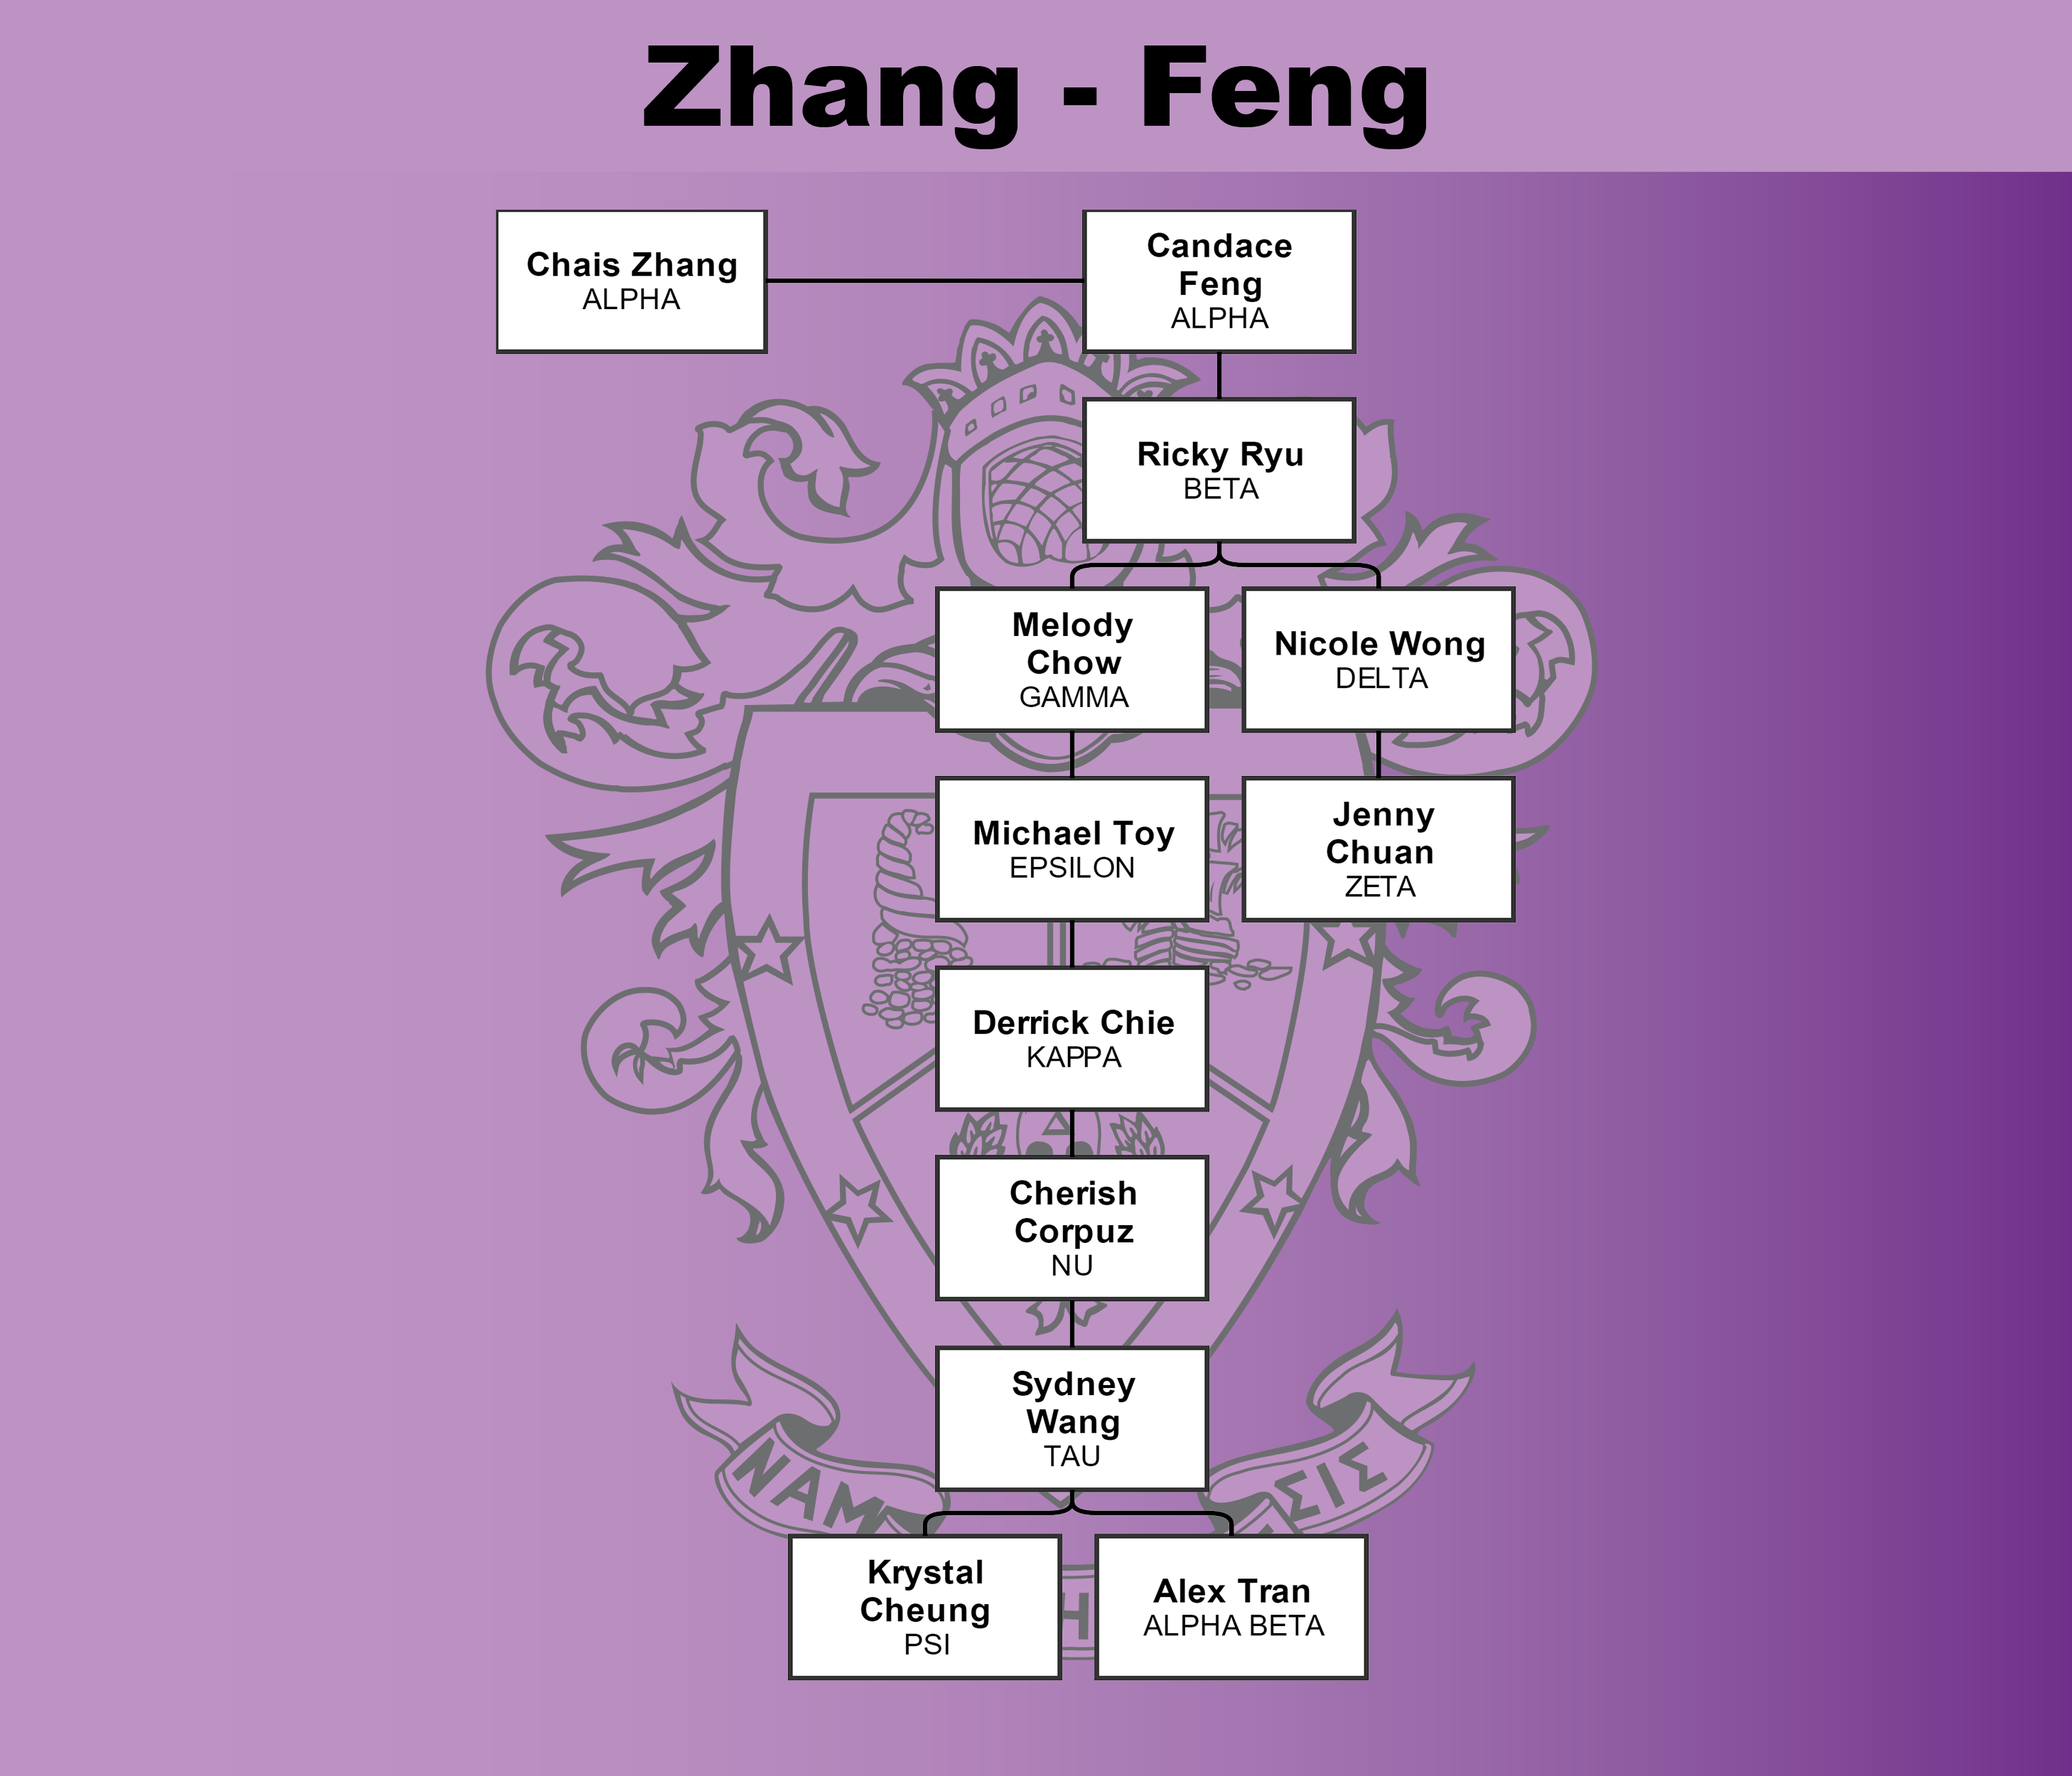 Zhang - Feng
Chais Zhang
ALPHA
Candace
Feng
ALPHA
Ricky Ryu
BETA
Melody
Chow
GAMMA
Nicole Wong
DELTA
Michael Toy
EPSILON
Jenny
Chuan
ZETA
Derrick Chie
KAPPA
Cherish
Corpuz
NU
Sydney
Wang
TAU
ΝΑΜ
ΣΙΣ
Krystal
Cheung
PSI
Η
Alex Tran
ALPHA BETA